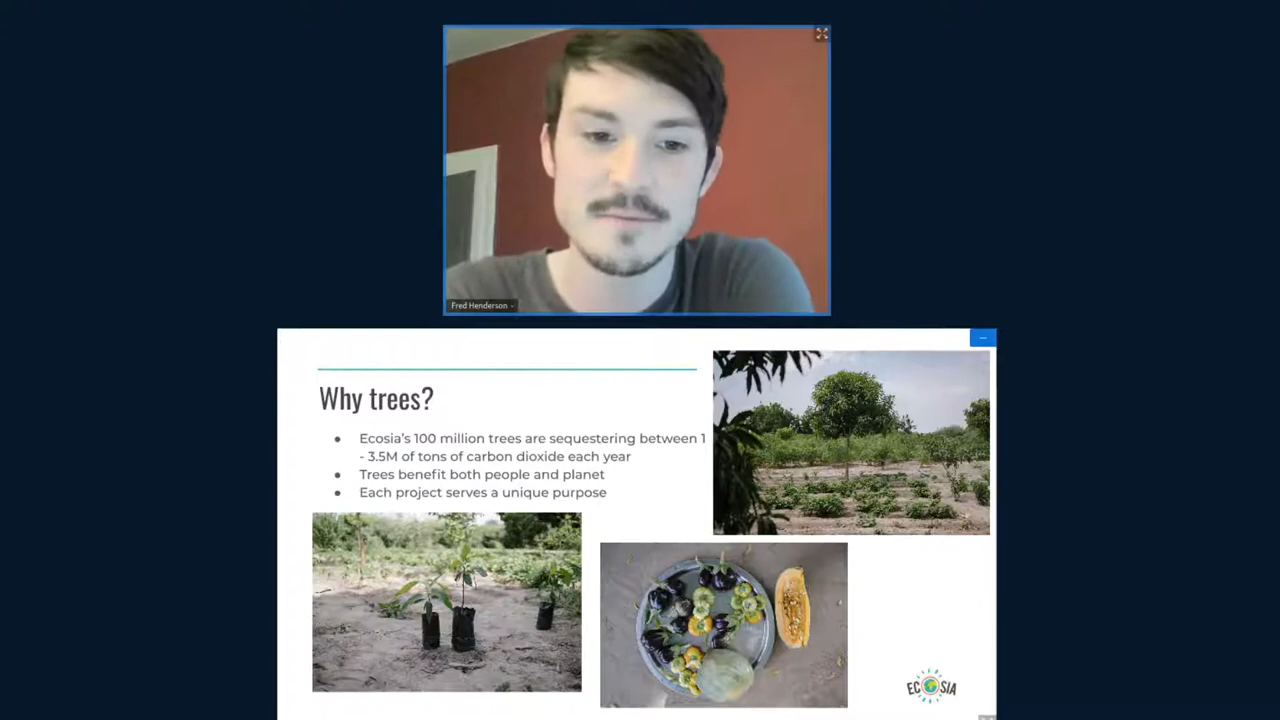 Fred Henderson
Why trees?
● Ecosia's 100 million trees are sequestering between 1
- 3.5M of tons of carbon dioxide each year
● Trees benefit both people and planet
● Each project serves a unique purpose
ECOSIA